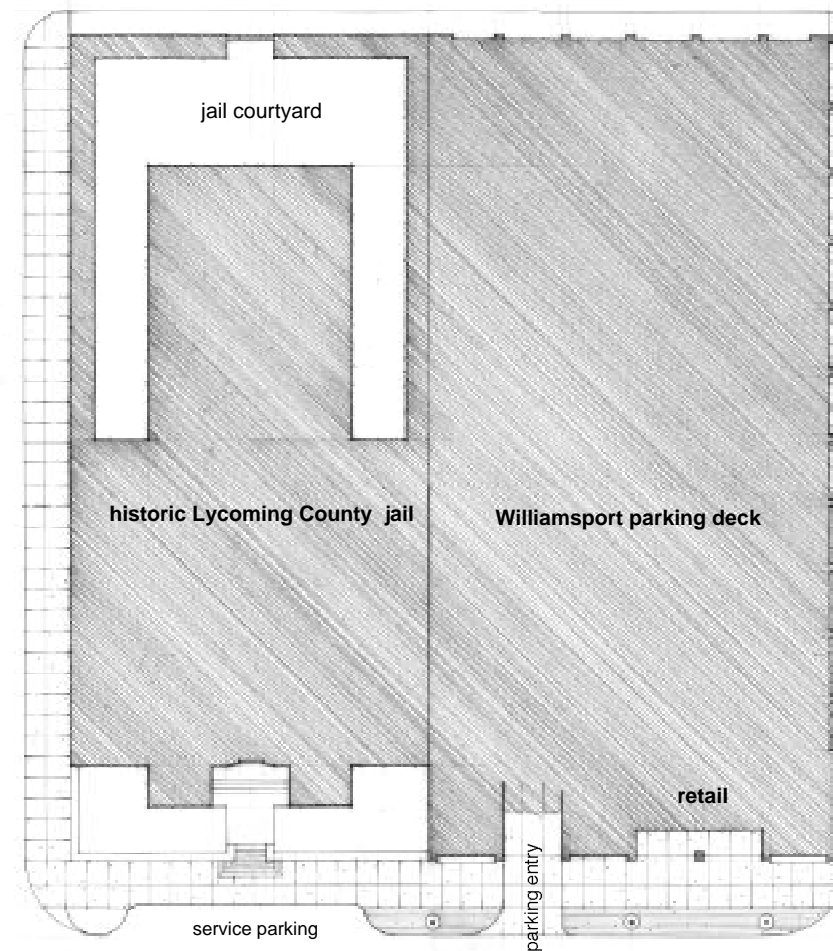 jail courtyard
historic Lycoming County jail
Williamsport parking deck
retail
parking entry
service parking